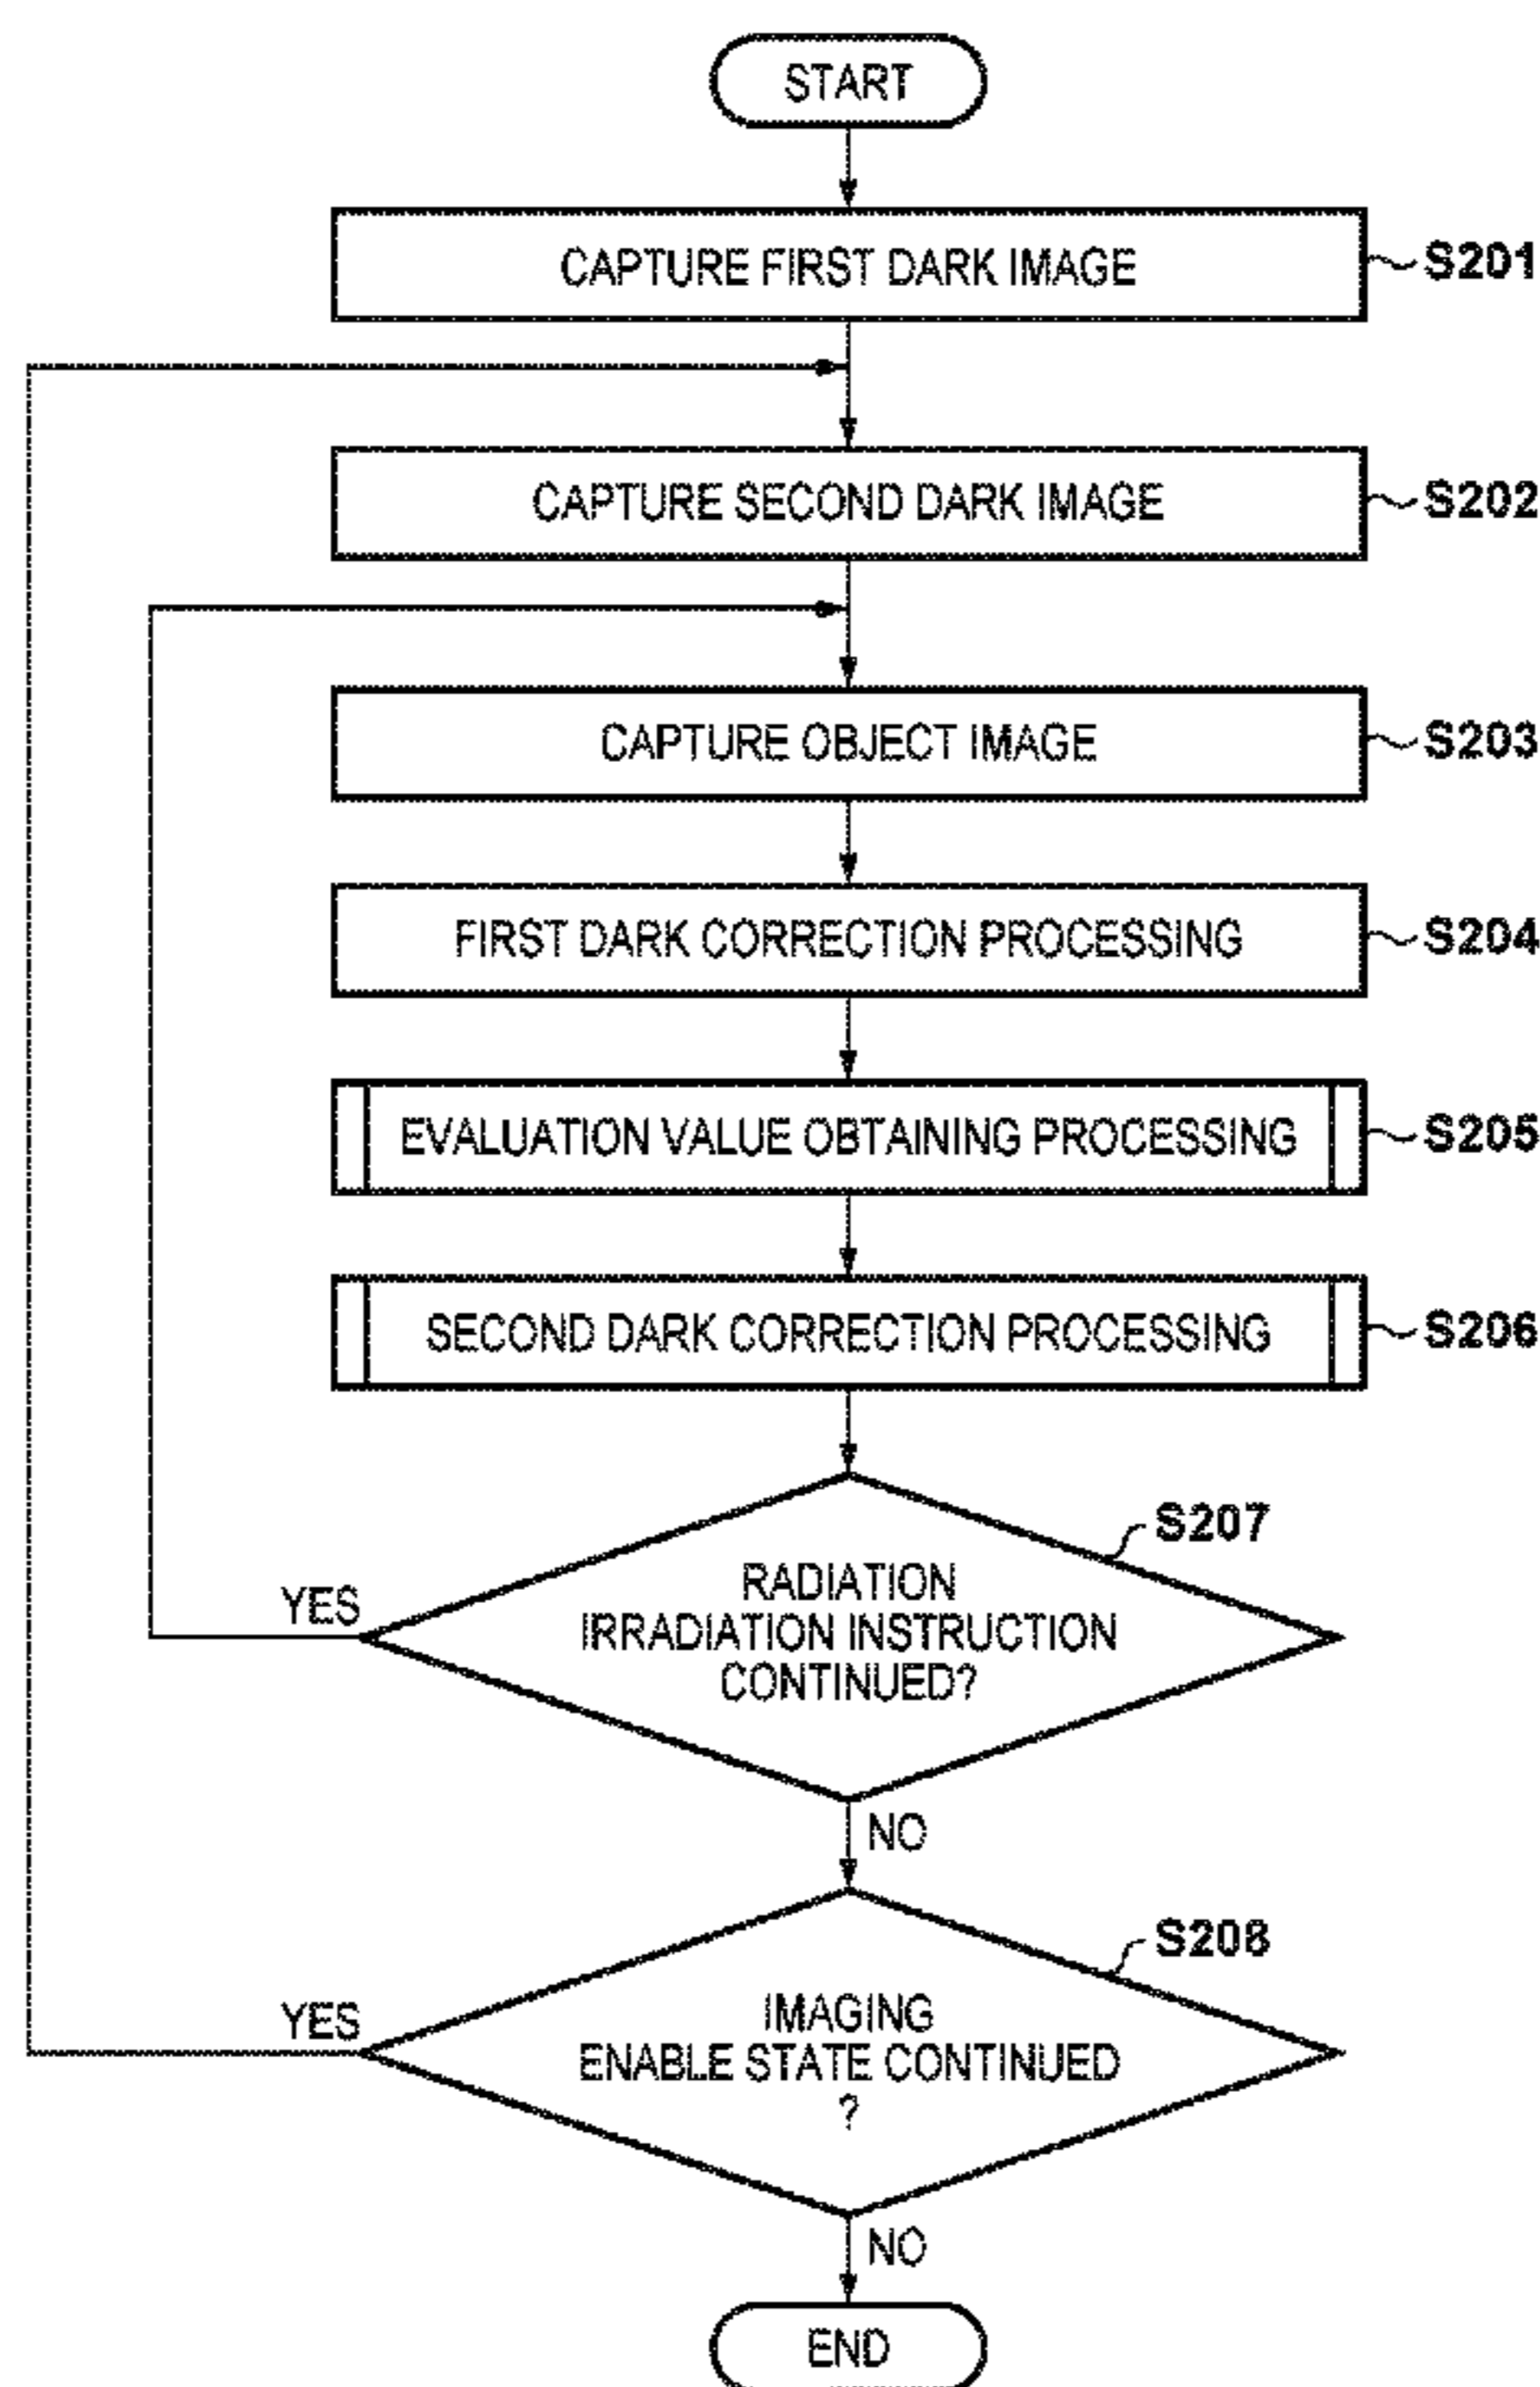 START
CAPTURE FIRST DARK IMAGE
S201
CAPTURE SECOND DARK IMAGE
S202
CAPTURE OBJECT IMAGE
S203
FIRST DARK CORRECTION PROCESSING
S204
EVALUATION VALUE OBTAINING PROCESSING
S205
SECOND DARK CORRECTION PROCESSING
S206
S207
RADIATION
IRRADIATION INSTRUCTION
CONTINUED?
YES
NO
S208
IMAGING
ENABLE STATE CONTINUED
?
YES
NO
END